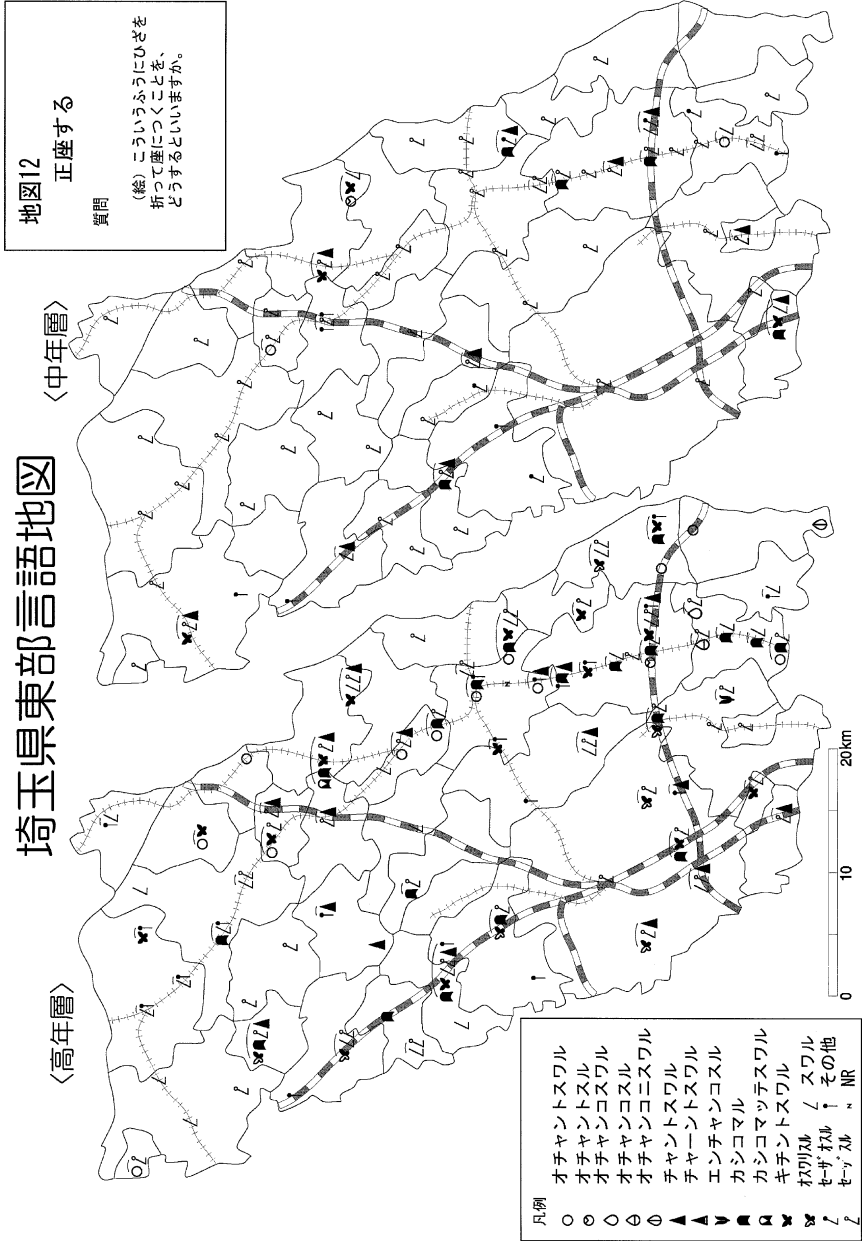 埼玉県東部言語地図
地図12
正座する
質問
(絵)こういうふうにひざを
折って座につくことを、
どうするといいますか。
〈高年層〉
〈中年層〉
N
0 10 20km
凡例
オチャントスワル
オチャントスル
オチャンコスワル
オチャンコスル
オチャンコニスワル
チャントスワル
チャーントスワル
エンチャンコスル
カシコマル
カシコマッテスワル
キチントスワル
オスワリスル スワル
セーザオスル その他
セーザスル N NR